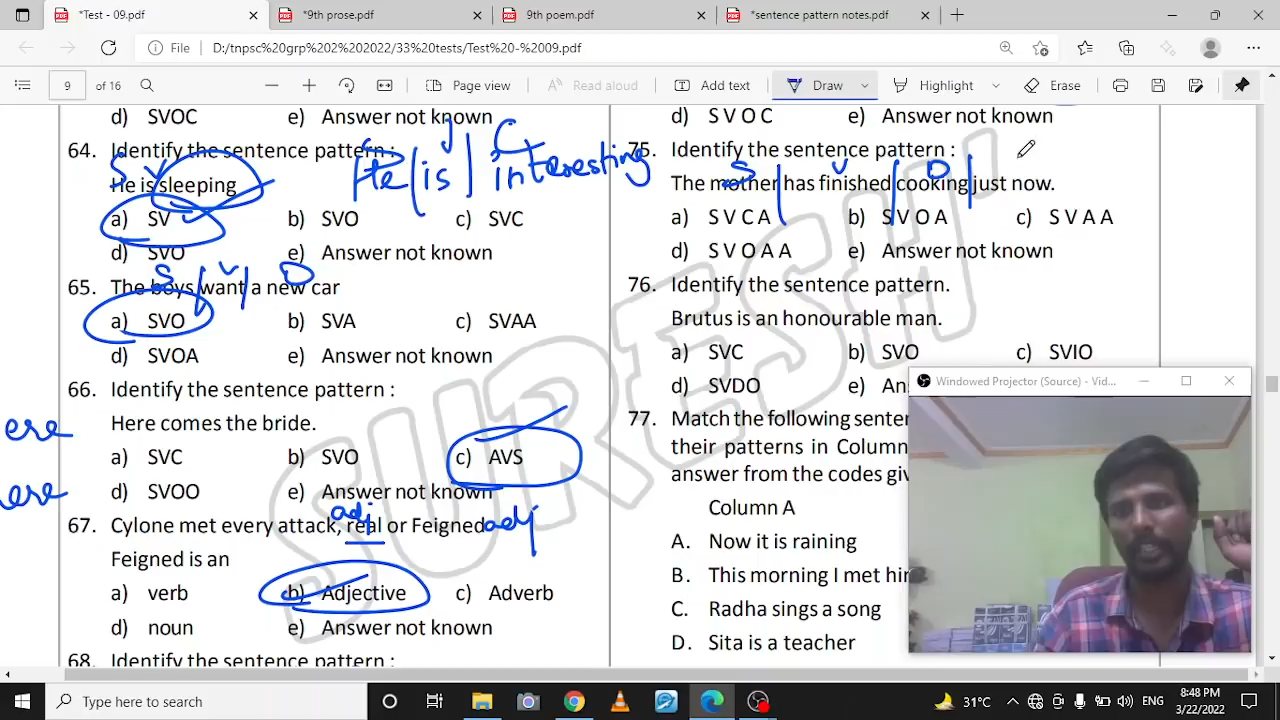 *Test - 09.pdf
*9th prose.pdf
9th poem.pdf
*sentence pattern notes.pdf
File
D:/tnpsc%20grp%202%202022/33%20tests/Test%20-%2009.pdf
9
of 16
Page view
Read aloud
Add text
Draw
Highlight
Erase
d) SVOC e) Answer not known
64. Identify the sentence pattern :
He is sleeping
S V
He is interesting
S V C
a) SV b) SVO c) SVC
d) SVO e) Answer not known
S V O
65. The boys want a new car
a) SVO b) SVA c) SVAA
d) SVOA e) Answer not known
66. Identify the sentence pattern :
Here comes the bride.
ere
a) SVC b) SVO c) AVS
ere
d) SVOO e) Answer not known
adj
67. Cylone met every attack, real or Feigned
adj
Feigned is an
a) verb b) Adjective c) Adverb
d) noun e) Answer not known
68. Identify the sentence pattern :
d) S V O C e) Answer not known
75. Identify the sentence pattern :
S V O
The mother has finished cooking just now.
a) S V C A b) S V O A c) S V A A
d) S V O A A e) Answer not known
76. Identify the sentence pattern.
Brutus is an honourable man.
a) SVC b) SVO c) SVIO
d) SVDO e) An
77. Match the following senten
their patterns in Column
answer from the codes giv
Column A
A. Now it is raining
B. This morning I met hir
C. Radha sings a song
D. Sita is a teacher
SURESH'
SURESH
Windowed Projector (Source) - Vid...
Type here to search
31°C
ENG
8:48 PM
3/22/2022